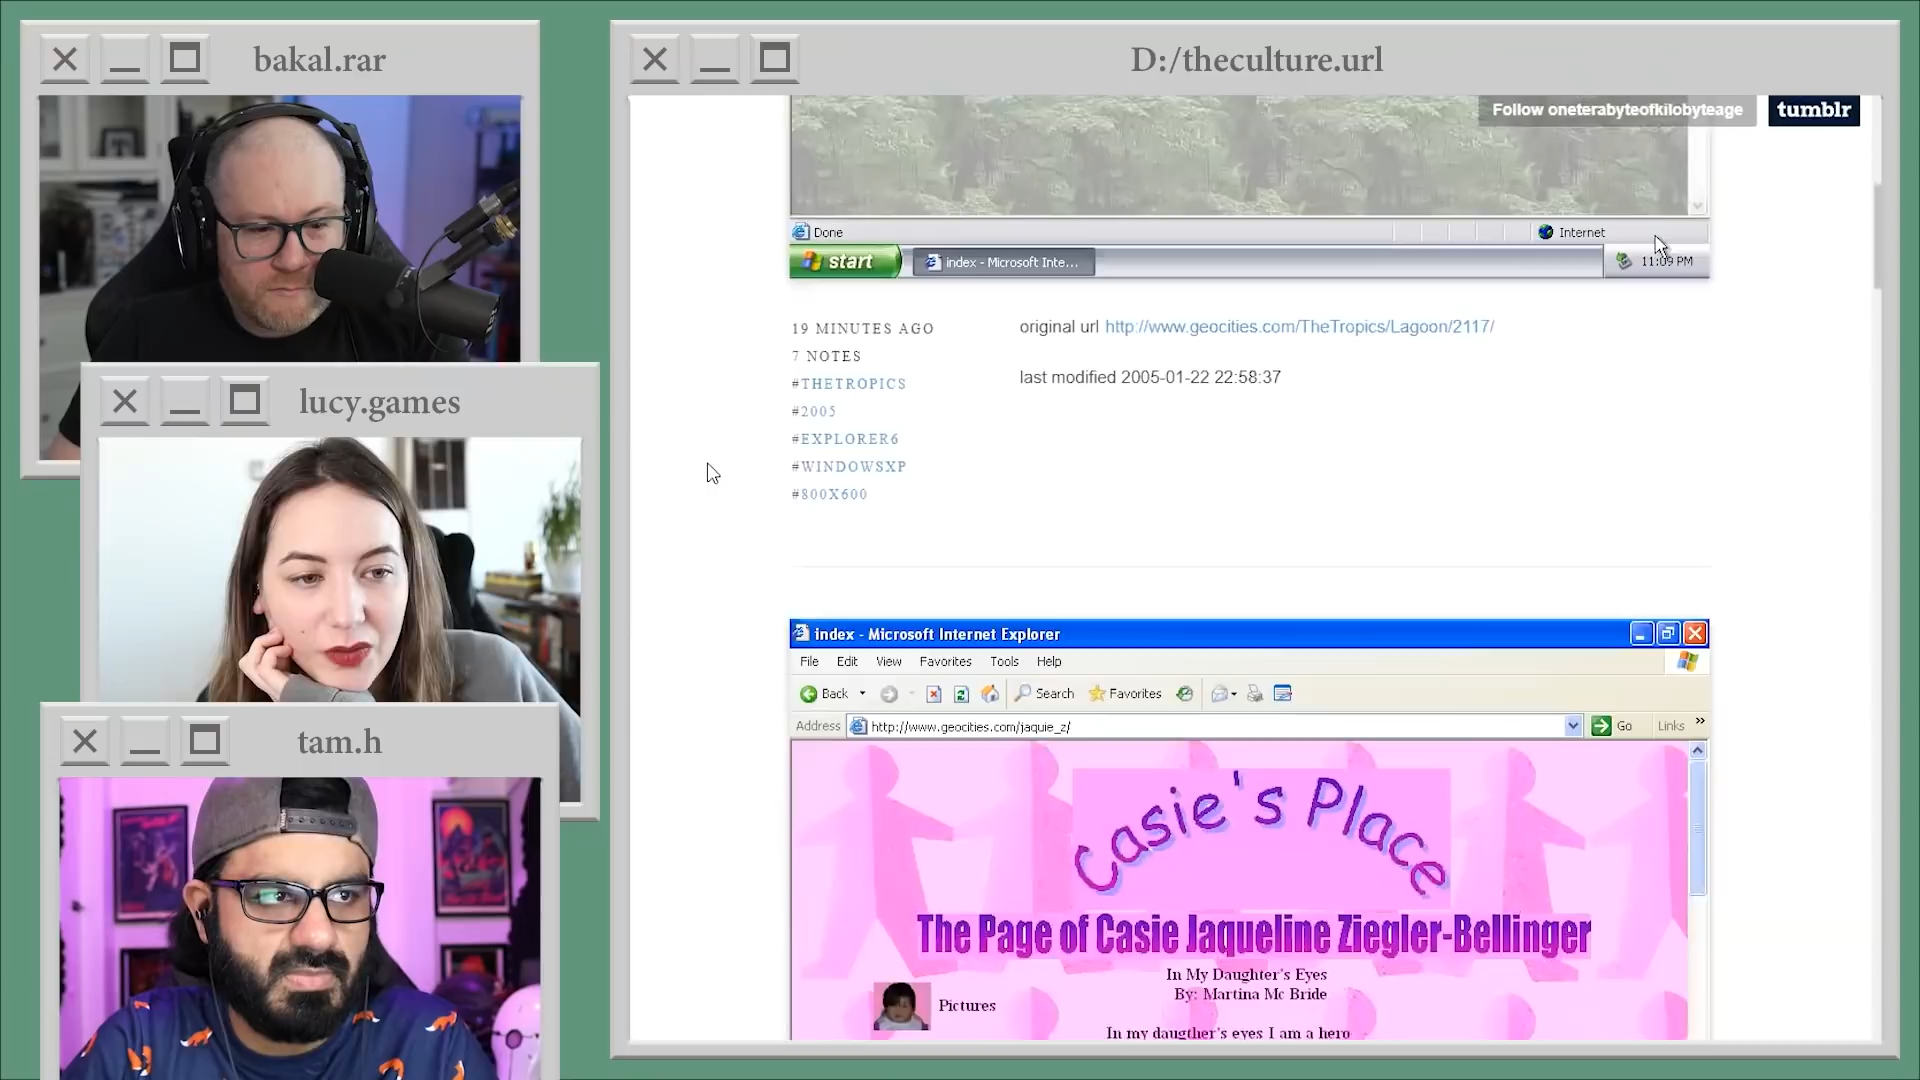 bakal.rar
lucy.games
tam.h
D:/theculture.url
Follow oneterabyteofkilobyteage
tumblr
Done
Internet
start
index - Microsoft Inte...
11:09 PM
19 MINUTES AGO
7 NOTES
#THETROPICS
#2005
#EXPLORER6
#WINDOWSXP
#800X600
original url http://www.geocities.com/TheTropics/Lagoon/2117/
last modified 2005-01-22 22:58:37
index - Microsoft Internet Explorer
File Edit View Favorites Tools Help
Back Search Favorites
Address http://www.geocities.com/jaquie_z/ Go Links »
Casie's Place
The Page of Casie Jaqueline Ziegler-Bellinger
In My Daughter's Eyes
By: Martina Mc Bride
Pictures
In my daugther's eyes I am a hero